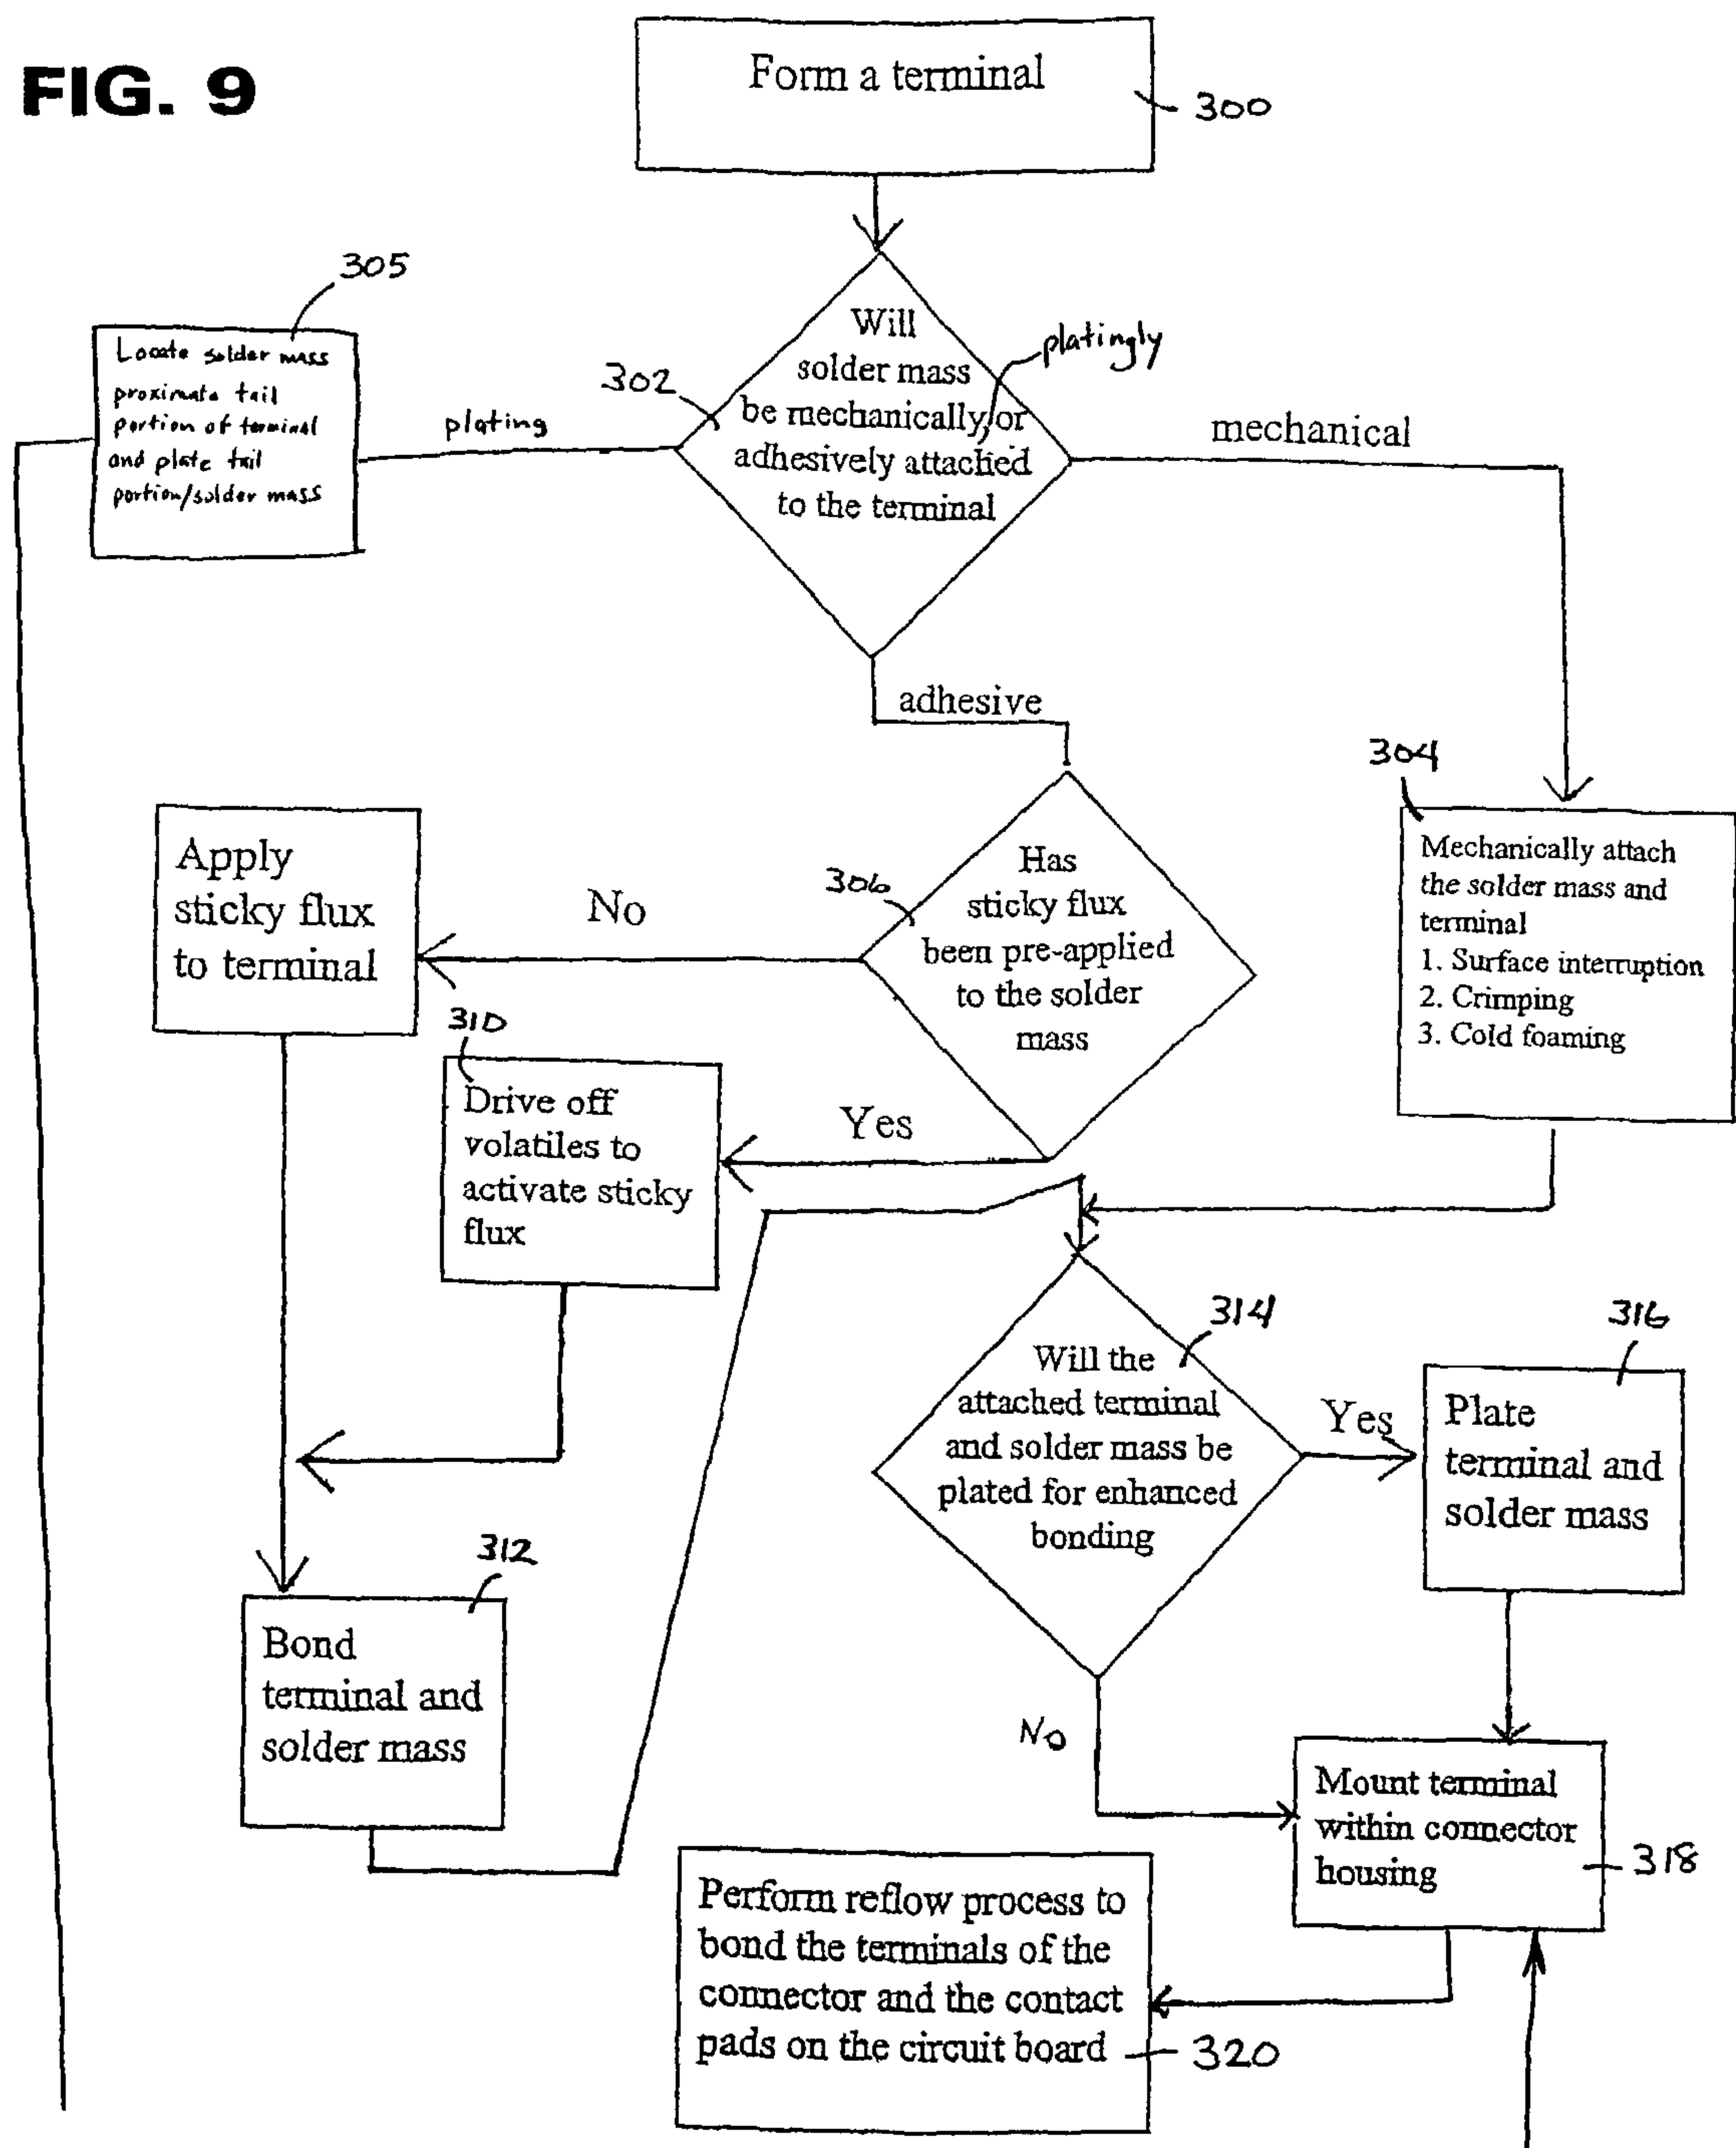 FIG. 9
Form a terminal
300
305
Locate solder mass
proximate tail
portion of terminal
and plate tail
portion/solder mass
plating
302
Will
solder mass
be mechanically, or
adhesively attached
to the terminal
platingly
mechanical
adhesive
304
Mechanically attach
the solder mass and
terminal
1. Surface interruption
2. Crimping
3. Cold foaming
306
Has
sticky flux
been pre-applied
to the solder
mass
No
Apply
sticky flux
to terminal
Yes
310
Drive off
volatiles to
activate sticky
flux
312
Bond
terminal and
solder mass
314
Will the
attached terminal
and solder mass be
plated for enhanced
bonding
Yes
316
Plate
terminal and
solder mass
No
Mount terminal
within connector
housing
318
Perform reflow process to
bond the terminals of the
connector and the contact
pads on the circuit board
320